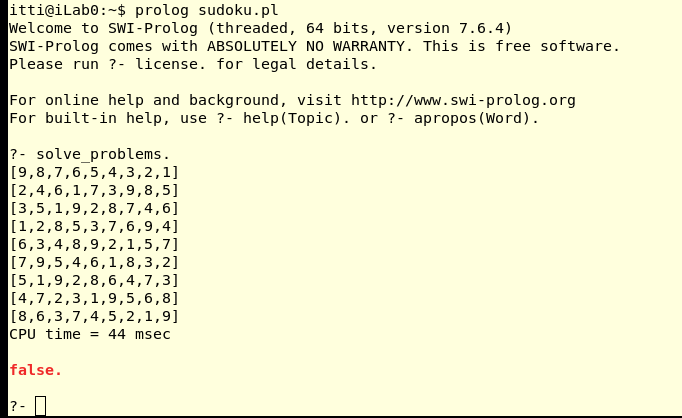 itti@iLab0:~$ prolog sudoku.pl
Welcome to SWI-Prolog (threaded, 64 bits, version 7.6.4)
SWI-Prolog comes with ABSOLUTELY NO WARRANTY. This is free software.
Please run ?- license. for legal details.

For online help and background, visit http://www.swi-prolog.org
For built-in help, use ?- help(Topic). or ?- apropos(Word).

?- solve_problems.
[9,8,7,6,5,4,3,2,1]
[2,4,6,1,7,3,9,8,5]
[3,5,1,9,2,8,7,4,6]
[1,2,8,5,3,7,6,9,4]
[6,3,4,8,9,2,1,5,7]
[7,9,5,4,6,1,8,3,2]
[5,1,9,2,8,6,4,7,3]
[4,7,2,3,1,9,5,6,8]
[8,6,3,7,4,5,2,1,9]
CPU time = 44 msec

false.

?-